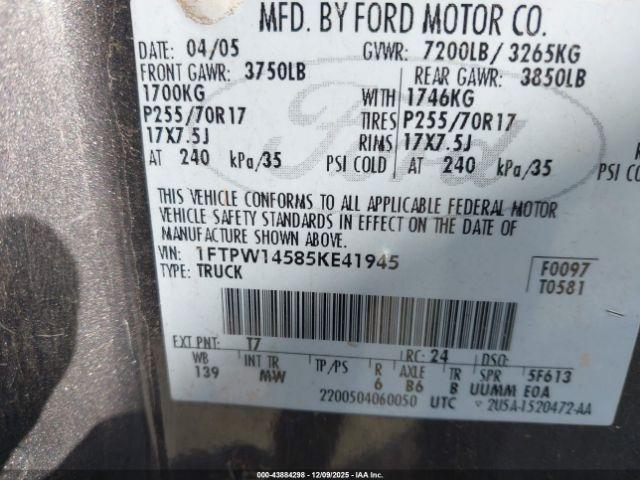 MFD. BY FORD MOTOR CO.
DATE: 04/05 GVWR: 7200LB/ 3265KG
FRONT GAWR: 3750LB REAR GAWR: 3850LB
1700KG WITH 1746KG
P255/70R17 TIRES P255/70R17
17X7.5J RIMS 17X7.5J
AT 240 kPa/35 PSI COLD AT 240 kPa/35 PSI CO
Ford
THIS VEHICLE CONFORMS TO ALL APPLICABLE FEDERAL MOTOR
VEHICLE SAFETY STANDARDS IN EFFECT ON THE DATE OF
MANUFACTURE SHOWN ABOVE.
VIN: 1FTPW14585KE41945
TYPE: TRUCK
F0097
T0581
EXT PNT: T7 RC: 24 DSO:
WB INT TR TP/PS R AXLE TR SPR 5F613
139 MW 6 B6 B UUMM E0A
2200504060050 UTC 2U5A-1520472-AA
000-43884298 - 12/09/2025 - IAA Inc.